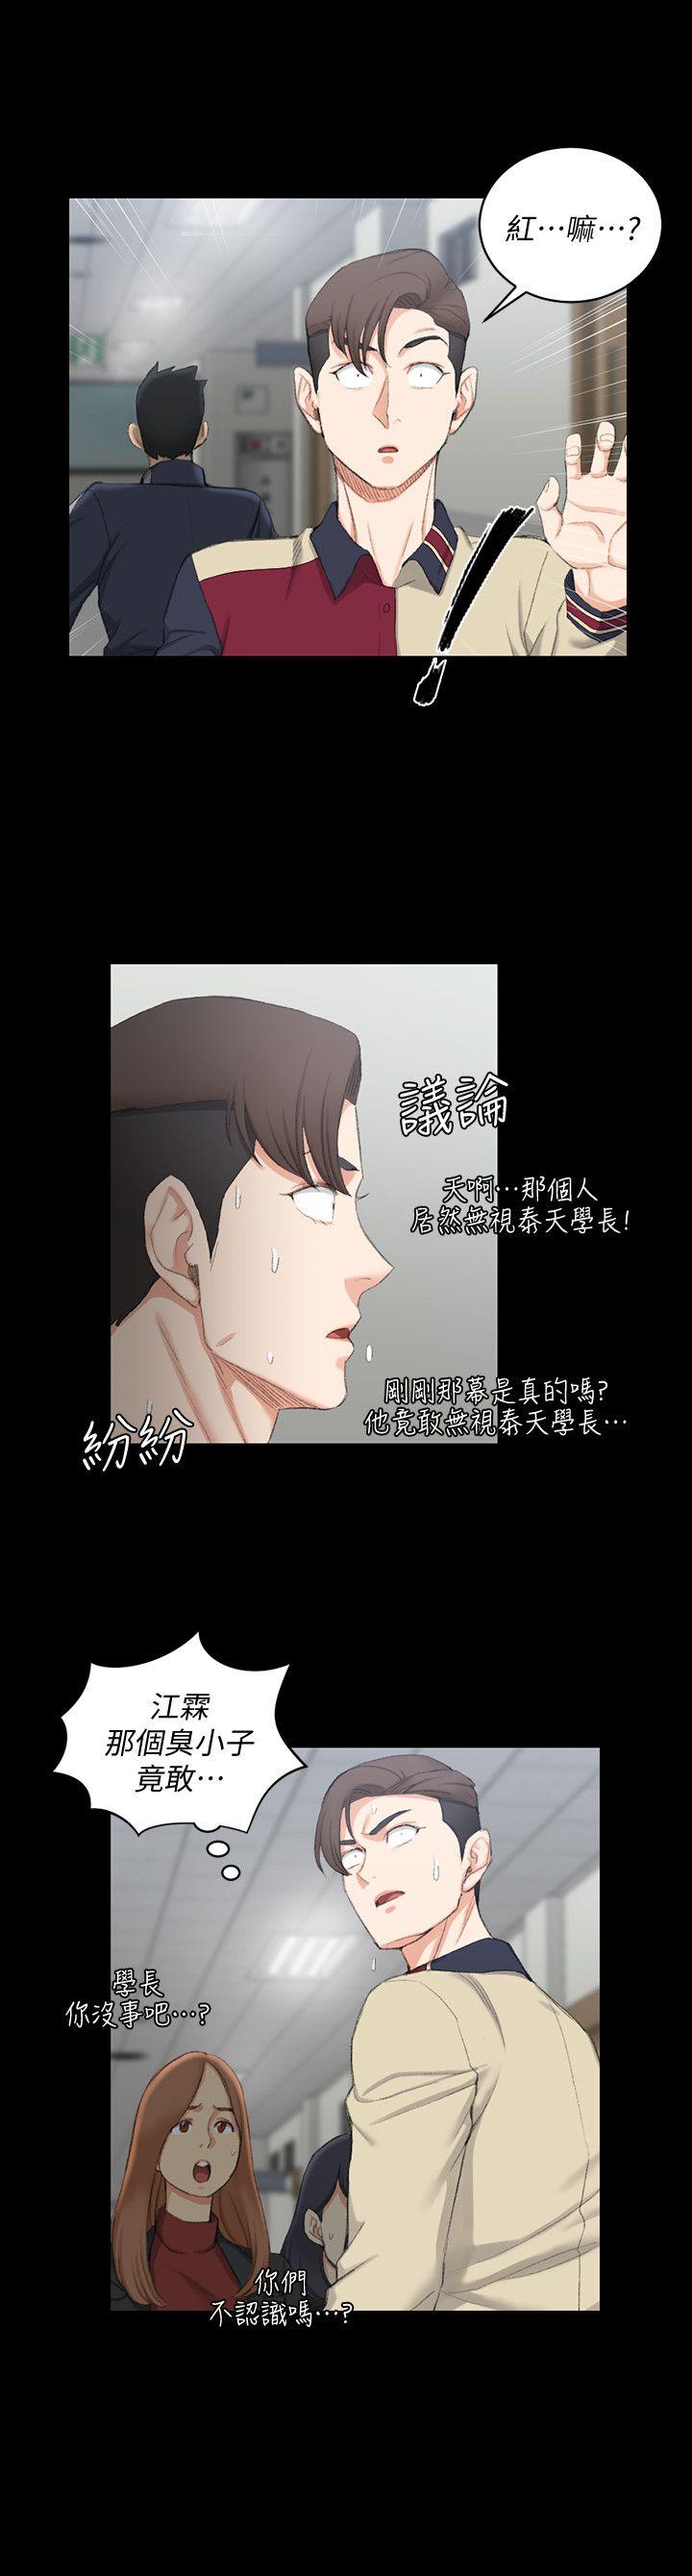 紅…嘛…?
議論
天啊…那個人
居然無視泰天學長!
剛剛那幕是真的嗎?
他竟敢無視泰天學長…
紛紛
江霖
那個臭小子
竟敢…
學長
你沒事吧…?
你們
不認識嗎…?